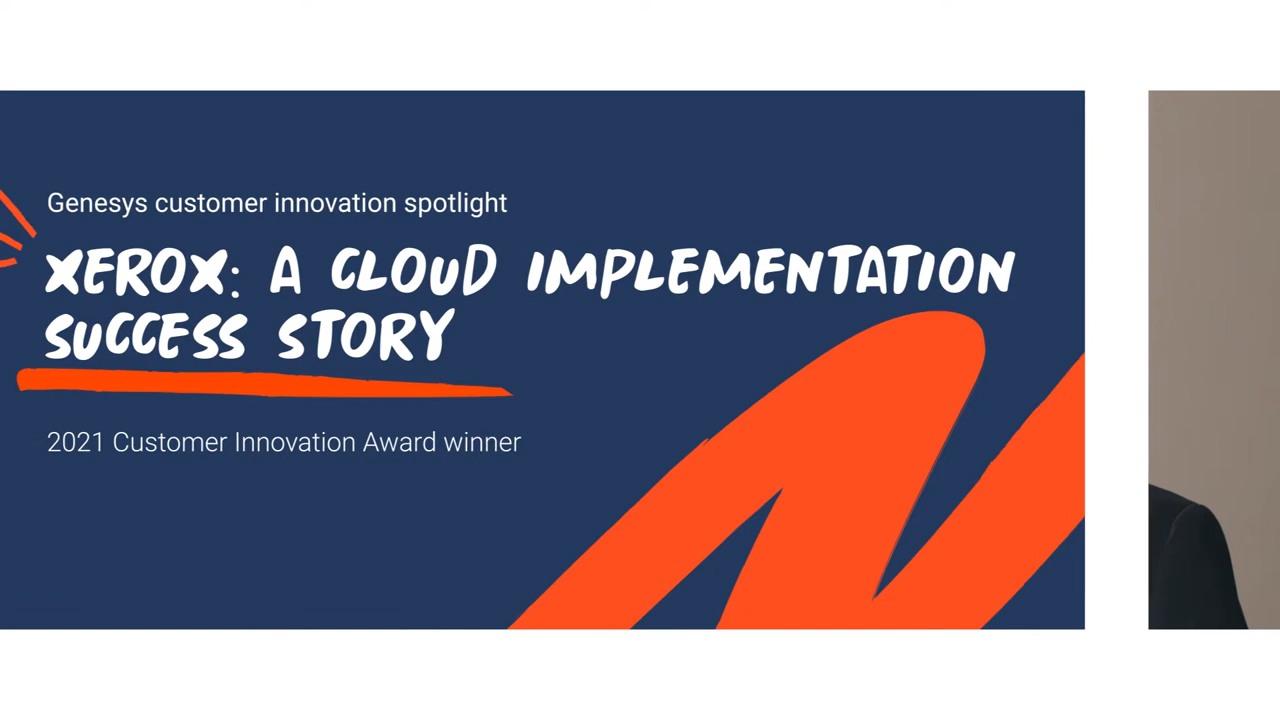 Genesys customer innovation spotlight
XEROX: A CLOUD IMPLEMENTATION
SUCCESS STORY
2021 Customer Innovation Award winner